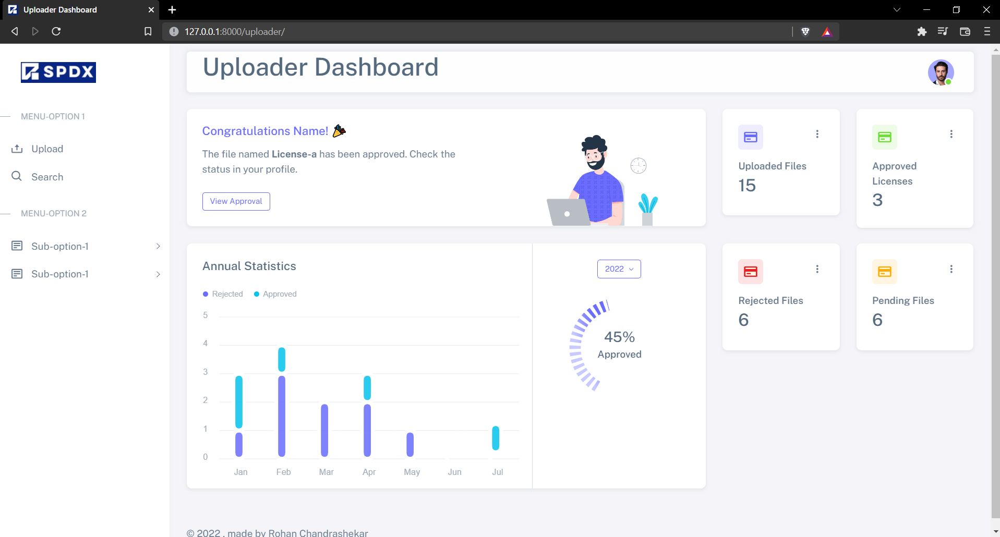 Uploader Dashboard
127.0.0.1:8000/uploader/
SPDX
MENU-OPTION 1
Upload
Search
MENU-OPTION 2
Sub-option-1
Sub-option-1
Uploader Dashboard
Congratulations Name! 🎉
The file named License-a has been approved. Check the
status in your profile.
View Approval
Uploaded Files
15
Approved
Licenses
3
Annual Statistics
Rejected
Approved
5
4
3
2
1
0
Jan
Feb
Mar
Apr
May
Jun
Jul
2022
45%
Approved
Rejected Files
6
Pending Files
6
© 2022 , made by Rohan Chandrashekar